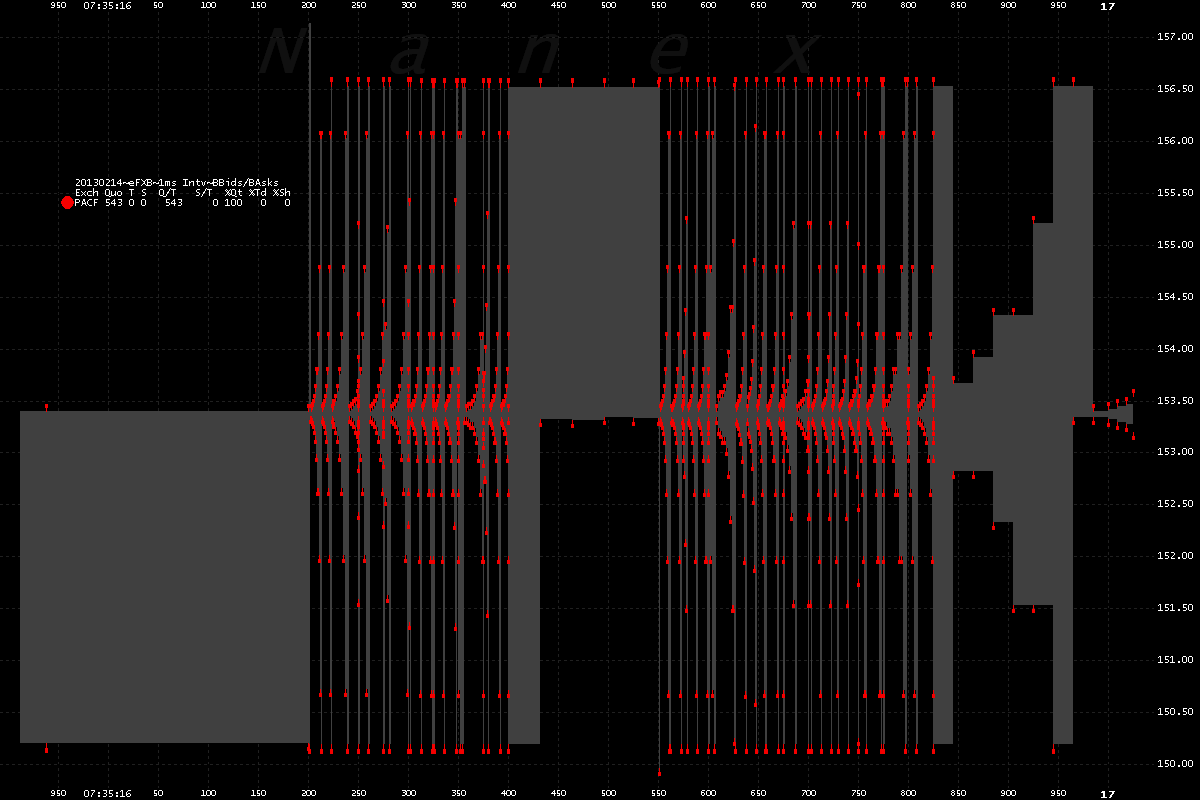 950 07:35:16 50 100 150 200 250 300 350 400 450 500 550 600 650 700 750 800 850 900 950 17
N a n e x
157.00
156.50
156.00
20130214~eFXB~1ms Intv~BBids/BAsks
Exch Quo T S Q/T S/T %Qt %Td %Sh
155.50
PACF 543 0 0 543 0 100 0 0
155.00
154.50
154.00
153.50
153.00
152.50
152.00
151.50
151.00
150.50
150.00
950 07:35:16 50 100 150 200 250 300 350 400 450 500 550 600 650 700 750 800 850 900 950 17